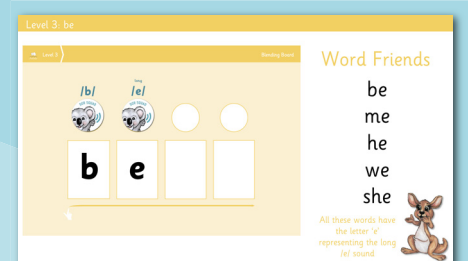 Level 3: be
Level 3
Blending Board
/b/
long
/e/
b
e
Word Friends
be
me
he
we
she
All these words have
the letter 'e'
representing the long
/e/ sound